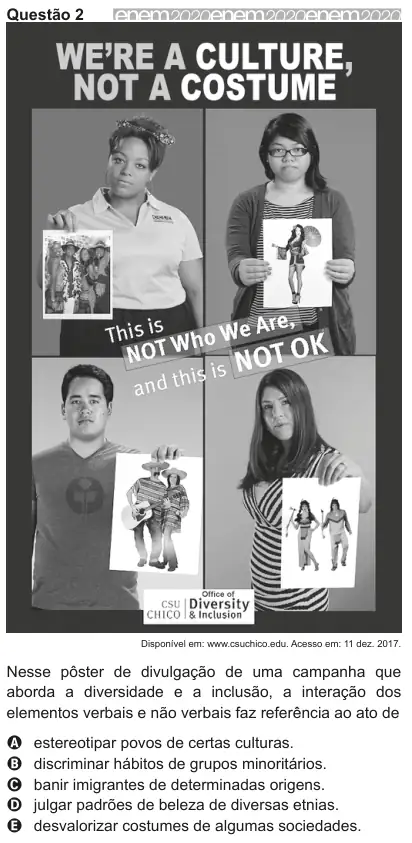 Questão 2
enem2020enem2020enem2020
WE'RE A CULTURE,
NOT A COSTUME
This is
NOT Who We Are,
and this is NOT OK
CSU
CHICO
Office of
Diversity
& Inclusion
Disponível em: www.csuchico.edu. Acesso em: 11 dez. 2017.
Nesse pôster de divulgação de uma campanha que
aborda a diversidade e a inclusão, a interação dos
elementos verbais e não verbais faz referência ao ato de
A estereotipar povos de certas culturas.
B discriminar hábitos de grupos minoritários.
C banir imigrantes de determinadas origens.
D julgar padrões de beleza de diversas etnias.
E desvalorizar costumes de algumas sociedades.